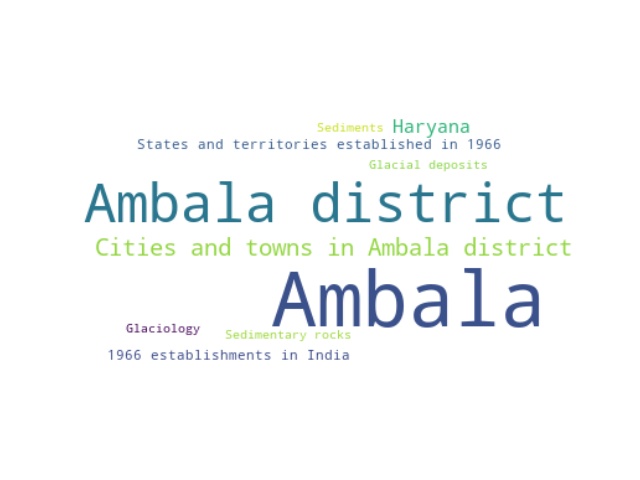 Sediments Haryana
States and territories established in 1966
Glacial deposits
Ambala district
Cities and towns in Ambala district
Ambala
Glaciology
Sedimentary rocks
1966 establishments in India